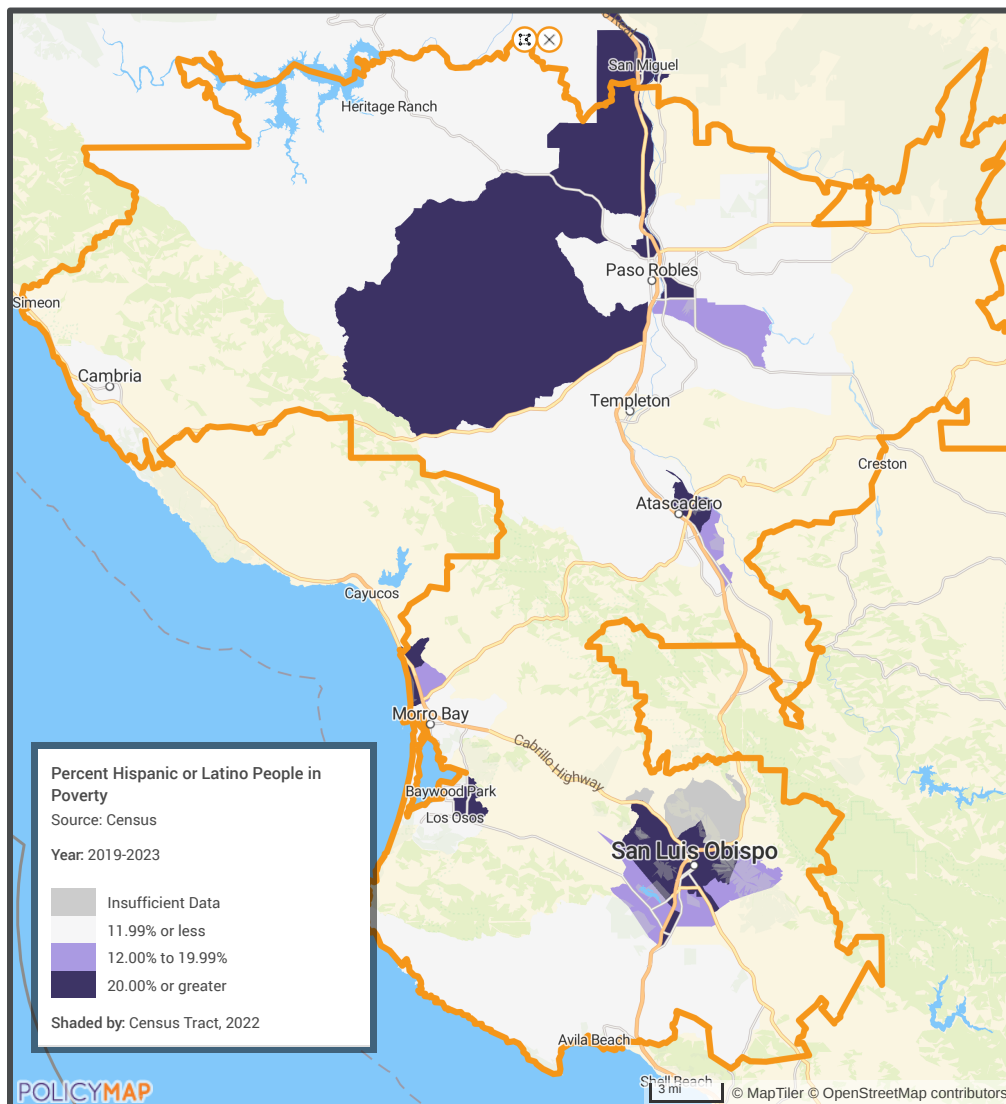 San Miguel
Heritage Ranch
Paso Robles
Simeon
Cambria
Templeton
Creston
Atascadero
Cayucos
Morro Bay
Cabrillo Highway
Baywood Park
Los Osos
San Luis Obispo
Avila Beach
Shell Beach
Percent Hispanic or Latino People in
Poverty
Source: Census
Year: 2019-2023
Insufficient Data
11.99% or less
12.00% to 19.99%
20.00% or greater
Shaded by: Census Tract, 2022
POLICYMAP
3 mi
© MapTiler © OpenStreetMap contributors